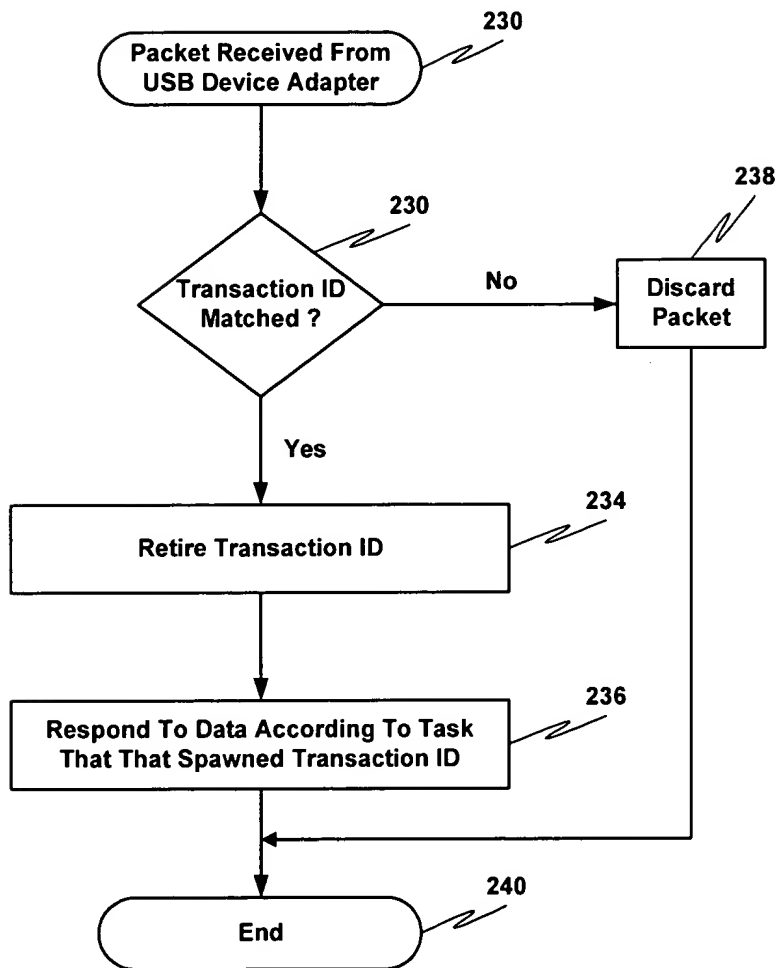 Packet Received From
USB Device Adapter
230
230
238
Transaction ID
Matched ?
No
Discard
Packet
Yes
234
Retire Transaction ID
236
Respond To Data According To Task
That That Spawned Transaction ID
240
End